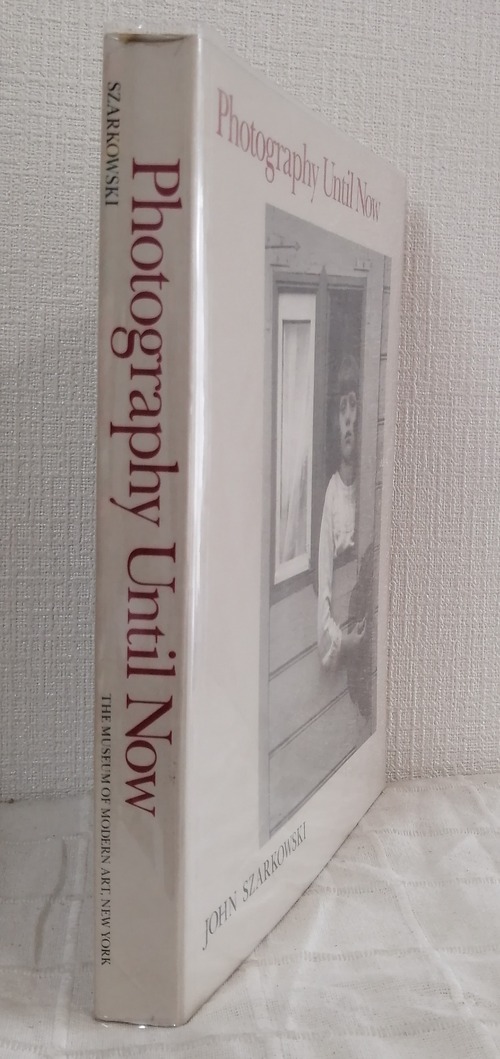 SZARKOWSKI
Photography Until Now
THE MUSEUM OF MODERN ART, NEW YORK
Photography Until Now
JOHN SZARKOWSKI